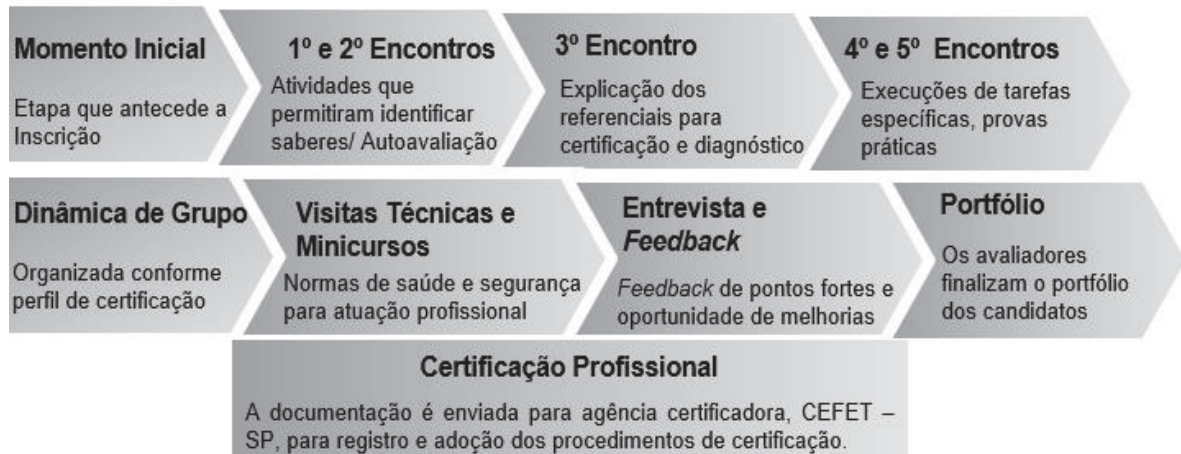 Momento Inicial
Etapa que antecede a
Inscrição
1º e 2º Encontros
Atividades que
permitiram identificar
saberes/ Autoavaliação
3º Encontro
Explicação dos
referenciais para
certificação e diagnóstico
4º e 5º Encontros
Execuções de tarefas
específicas, provas
práticas
Dinâmica de Grupo
Organizada conforme
perfil de certificação
Visitas Técnicas e
Minicursos
Normas de saúde e segurança
para atuação profissional
Entrevista e
Feedback
Feedback de pontos fortes e
oportunidade de melhorias
Portfólio
Os avaliadores
finalizam o portfólio
dos candidatos
Certificação Profissional
A documentação é enviada para agência certificadora, CEFET –
SP, para registro e adoção dos procedimentos de certificação.